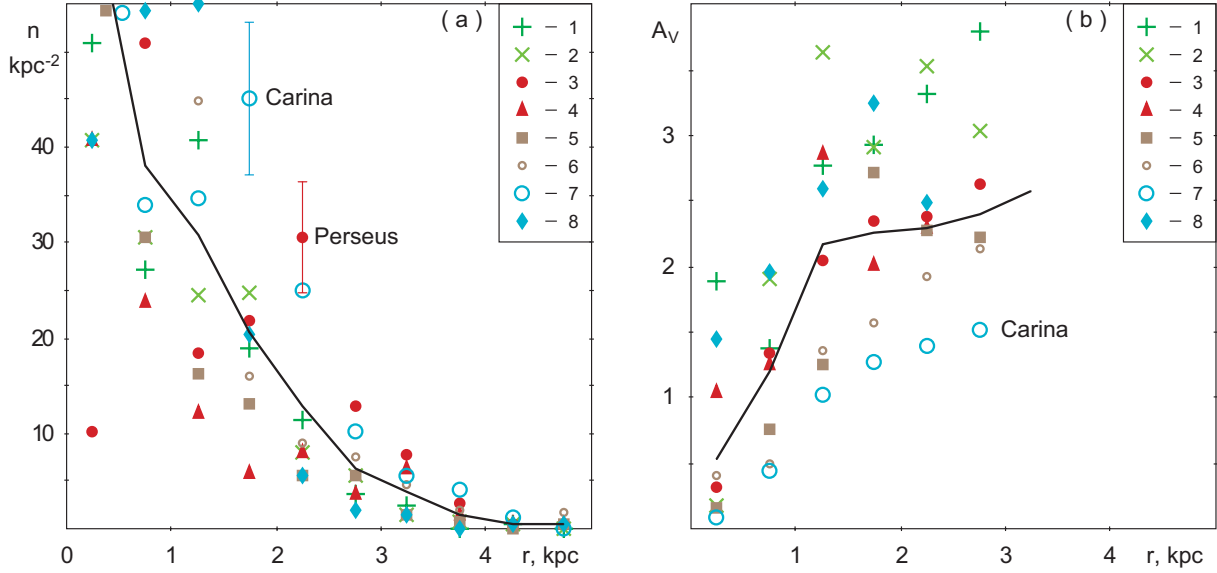 n
kpc-2
( a )
+ – 1
× – 2
● – 3
▲ – 4
■ – 5
○ – 6
○ – 7
♦ – 8
Carina
Perseus
40
30
20
10
0 1 2 3 4 r, kpc
AV
( b )
+ – 1
× – 2
● – 3
▲ – 4
■ – 5
○ – 6
○ – 7
♦ – 8
3
2
Carina
1
1 2 3 4 r, kpc